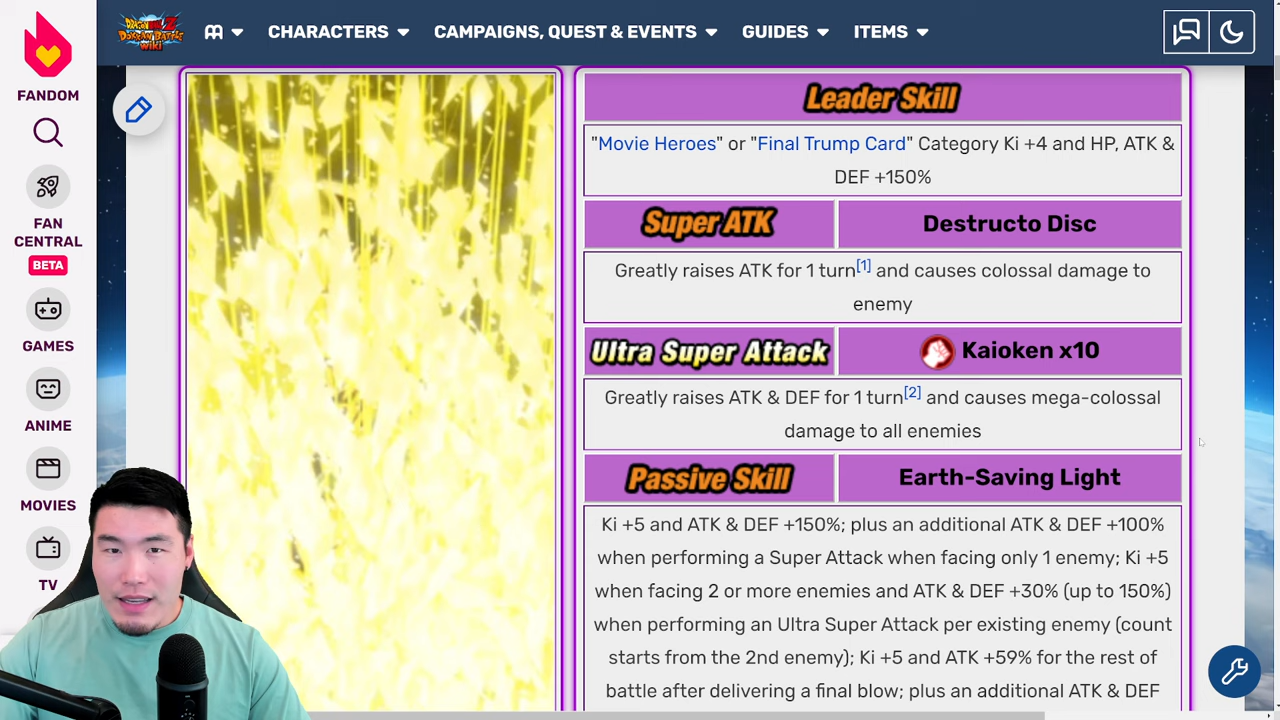 DRAGON BALL Z
DOKKAN BATTLE
WIKI
CHARACTERS
CAMPAIGNS, QUEST & EVENTS
GUIDES
ITEMS
FANDOM
FAN
CENTRAL
BETA
GAMES
ANIME
MOVIES
TV
Leader Skill
"Movie Heroes" or "Final Trump Card" Category Ki +4 and HP, ATK &
DEF +150%
Super ATK
Destructo Disc
Greatly raises ATK for 1 turn[1] and causes colossal damage to
enemy
Ultra Super Attack
Kaioken x10
Greatly raises ATK & DEF for 1 turn[2] and causes mega-colossal
damage to all enemies
Passive Skill
Earth-Saving Light
Ki +5 and ATK & DEF +150%; plus an additional ATK & DEF +100%
when performing a Super Attack when facing only 1 enemy; Ki +5
when facing 2 or more enemies and ATK & DEF +30% (up to 150%)
when performing an Ultra Super Attack per existing enemy (count
starts from the 2nd enemy); Ki +5 and ATK +59% for the rest of
battle after delivering a final blow; plus an additional ATK & DEF